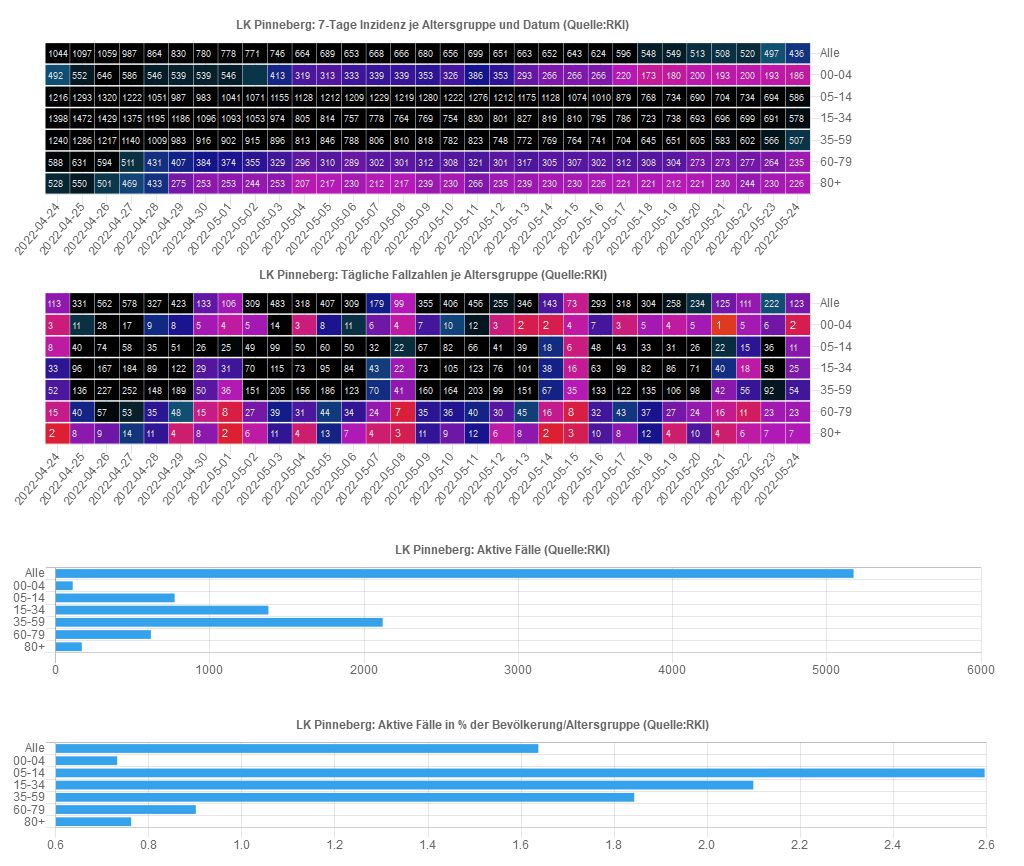 LK Pinneberg: 7-Tage Inzidenz je Altersgruppe und Datum (Quelle:RKI)
1044 1097 1059 987 864 830 780 778 771 746 664 689 656 668 666 680 656 699 651 663 652 643 624 596 548 549 513 508 520 497 436 Alle
492 552 646 586 546 539 539 546 413 319 313 333 339 339 353 326 386 353 293 266 266 266 220 173 180 200 193 200 193 186 00-04
1216 1293 1320 1222 1051 987 983 1041 1071 1155 1128 1212 1209 1229 1219 1280 1222 1276 1212 1175 1128 1074 1010 879 768 734 690 704 734 694 586 05-14
1398 1472 1429 1375 1195 1186 1096 1093 1053 974 805 814 757 778 764 769 754 830 801 827 819 810 795 786 723 738 693 696 699 691 578 15-34
1240 1286 1217 1140 1009 983 916 902 915 896 813 846 783 809 806 810 818 782 823 748 772 769 764 741 704 645 651 605 583 602 566 507 35-59
588 631 594 511 431 407 384 374 355 329 296 310 289 302 301 312 308 321 301 317 305 307 302 312 308 304 273 273 277 264 235 60-79
528 550 501 469 433 275 253 253 244 253 207 217 230 212 217 239 230 266 235 239 230 230 226 221 221 212 221 230 244 230 226 80+
2022-04-24 2022-04-25 2022-04-26 2022-04-27 2022-04-28 2022-04-29 2022-04-30 2022-05-01 2022-05-02 2022-05-03 2022-05-04 2022-05-05 2022-05-06 2022-05-07 2022-05-08 2022-05-09 2022-05-10 2022-05-11 2022-05-12 2022-05-13 2022-05-14 2022-05-15 2022-05-16 2022-05-17 2022-05-18 2022-05-19 2022-05-20 2022-05-21 2022-05-22 2022-05-23 2022-05-24
LK Pinneberg: Tägliche Fallzahlen je Altersgruppe (Quelle:RKI)
113 331 562 578 327 423 133 106 309 483 318 407 309 179 99 355 406 456 255 346 143 73 293 318 304 258 234 125 111 222 123 Alle
3 11 28 17 9 8 5 4 5 14 3 8 11 6 4 7 10 12 3 2 2 4 7 3 5 4 5 1 5 6 2 00-04
8 40 74 58 35 51 26 25 49 99 50 60 50 32 22 67 82 66 41 39 18 6 48 43 33 31 26 22 15 36 11 05-14
33 96 167 184 89 122 29 31 70 115 73 95 84 43 22 73 105 123 76 101 38 16 63 99 82 86 71 40 18 58 25 15-34
52 136 227 252 148 189 50 36 151 205 156 186 123 70 41 160 164 203 99 151 67 35 133 122 135 106 98 42 56 92 54 35-59
15 40 57 53 35 48 15 8 27 39 31 44 34 24 7 35 36 40 30 45 16 8 32 43 37 27 24 16 11 23 23 60-79
2 8 9 14 11 4 8 2 6 11 4 13 7 4 3 11 9 12 6 8 2 3 10 8 12 4 10 4 6 7 7 80+
2022-04-24 2022-04-25 2022-04-26 2022-04-27 2022-04-28 2022-04-29 2022-04-30 2022-05-01 2022-05-02 2022-05-03 2022-05-04 2022-05-05 2022-05-06 2022-05-07 2022-05-08 2022-05-09 2022-05-10 2022-05-11 2022-05-12 2022-05-13 2022-05-14 2022-05-15 2022-05-16 2022-05-17 2022-05-18 2022-05-19 2022-05-20 2022-05-21 2022-05-22 2022-05-23 2022-05-24
LK Pinneberg: Aktive Fälle (Quelle:RKI)
Alle
00-04
05-14
15-34
35-59
60-79
80+
0 1000 2000 3000 4000 5000 6000
LK Pinneberg: Aktive Fälle in % der Bevölkerung/Altersgruppe (Quelle:RKI)
Alle
00-04
05-14
15-34
35-59
60-79
80+
0.6 0.8 1.0 1.2 1.4 1.6 1.8 2.0 2.2 2.4 2.6